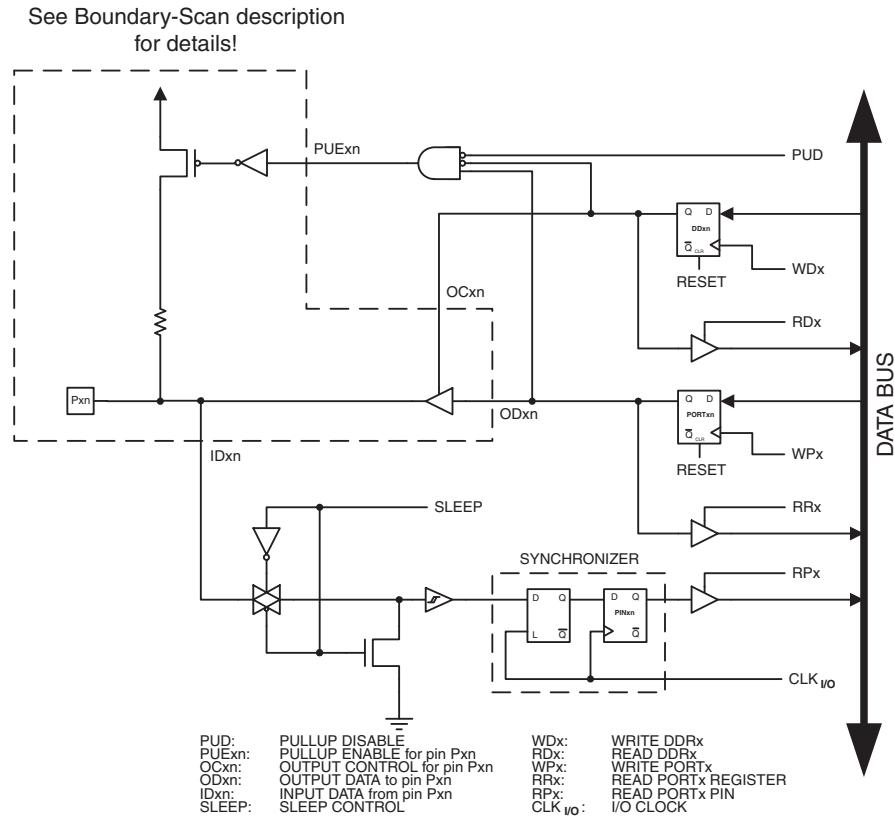 See Boundary-Scan description
for details!
PUExn
PUD
Q D
DDxn
Q CLR
RESET
WDx
OCxn
RDx
Pxn
ODxn
Q D
PORTxn
Q CLR
RESET
WPx
IDxn
SLEEP
RRx
SYNCHRONIZER
RPx
D Q
L Q
D Q
PINxn
Q
CLK I/O
DATA BUS
PUD: PULLUP DISABLE
PUExn: PULLUP ENABLE for pin Pxn
OCxn: OUTPUT CONTROL for pin Pxn
ODxn: OUTPUT DATA to pin Pxn
IDxn: INPUT DATA from pin Pxn
SLEEP: SLEEP CONTROL
WDx: WRITE DDRx
RDx: READ DDRx
WPx: WRITE PORTx
RRx: READ PORTx REGISTER
RPx: READ PORTx PIN
CLK I/O: I/O CLOCK